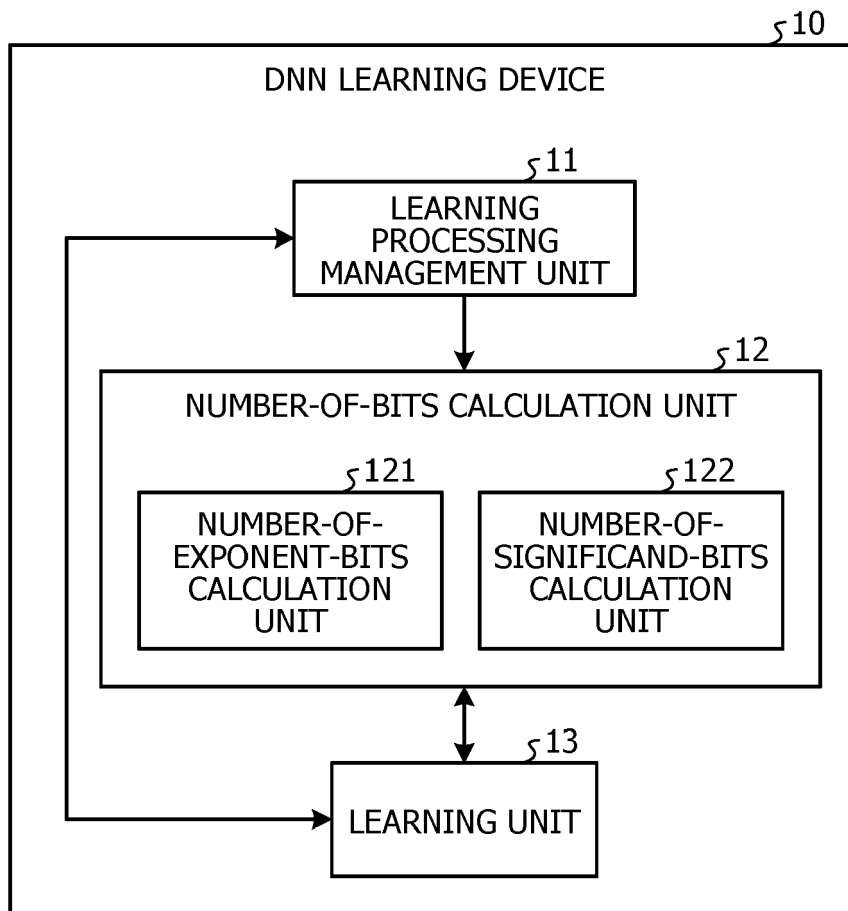 10
DNN LEARNING DEVICE
11
LEARNING
PROCESSING
MANAGEMENT UNIT
12
NUMBER-OF-BITS CALCULATION UNIT
121
NUMBER-OF-
EXPONENT-BITS
CALCULATION
UNIT
122
NUMBER-OF-
SIGNIFICAND-BITS
CALCULATION
UNIT
13
LEARNING UNIT